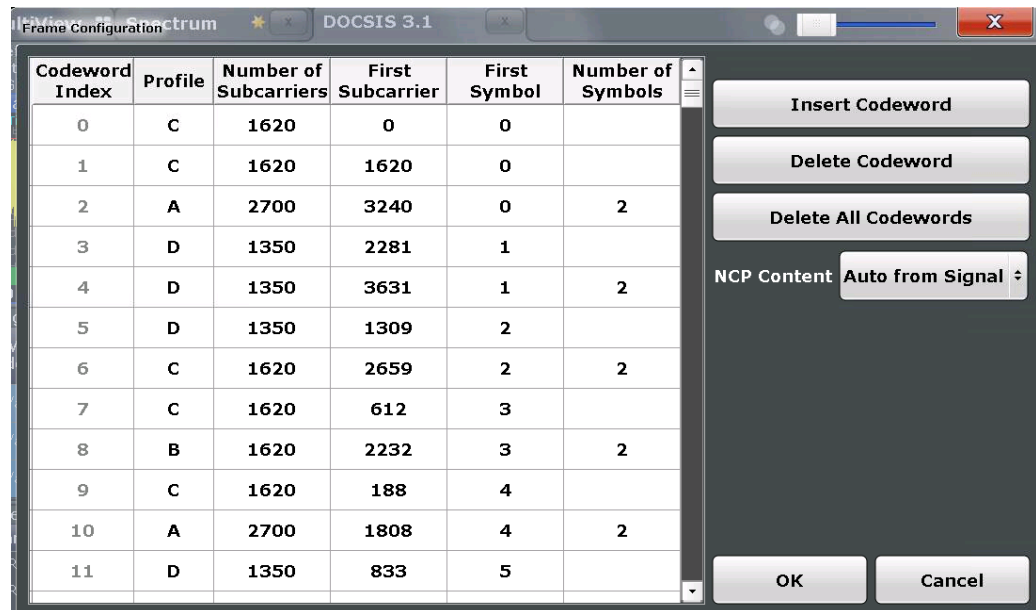 ltiView Spectrum x DOCSIS 3.1 x
Frame Configuration X
Codeword Index Profile Number of Subcarriers First Subcarrier First Symbol Number of Symbols
0 C 1620 0 0
1 C 1620 1620 0
2 A 2700 3240 0 2
3 D 1350 2281 1
4 D 1350 3631 1 2
5 D 1350 1309 2
6 C 1620 2659 2 2
7 C 1620 612 3
8 B 1620 2232 3 2
9 C 1620 188 4
10 A 2700 1808 4 2
11 D 1350 833 5
Insert Codeword
Delete Codeword
Delete All Codewords
NCP Content Auto from Signal
OK Cancel